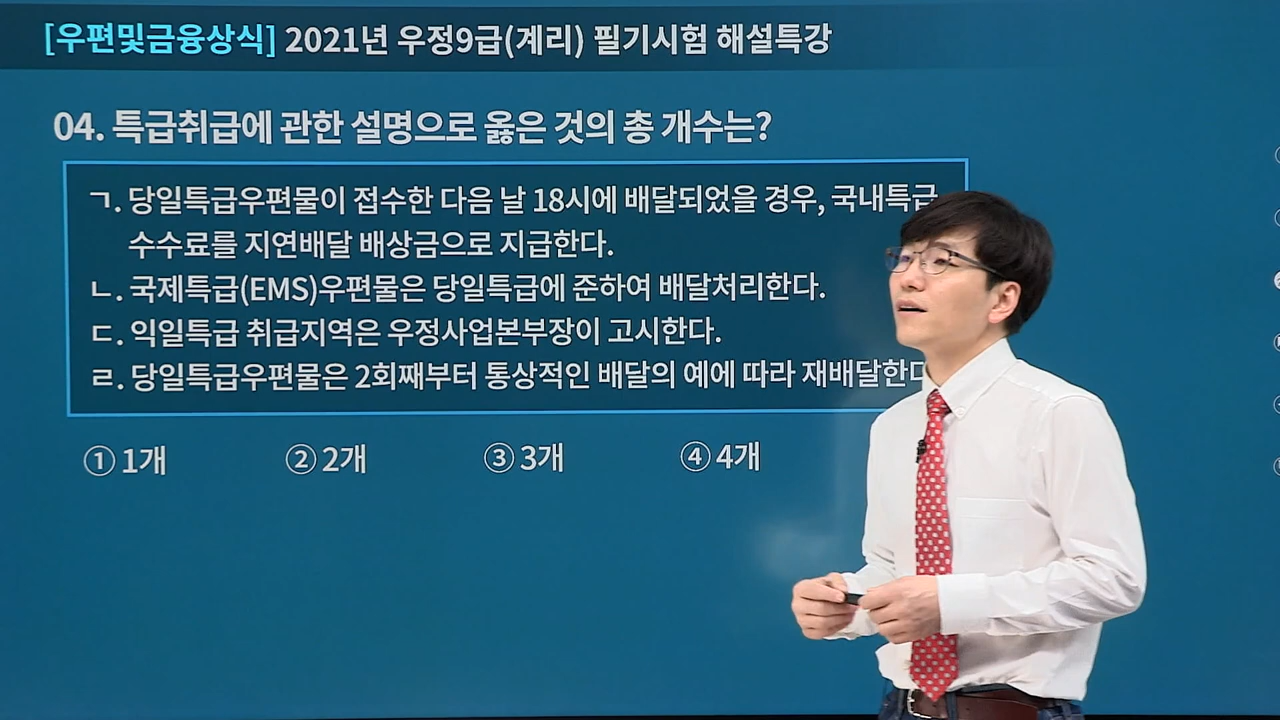 [우편및금융상식] 2021년 우정9급(계리) 필기시험 해설특강
04. 특급취급에 관한 설명으로 옳은 것의 총 개수는?
ㄱ. 당일특급우편물이 접수한 다음 날 18시에 배달되었을 경우, 국내특급
수수료를 지연배달 배상금으로 지급한다.
ㄴ. 국제특급(EMS)우편물은 당일특급에 준하여 배달처리한다.
ㄷ. 익일특급 취급지역은 우정사업본부장이 고시한다.
ㄹ. 당일특급우편물은 2회째부터 통상적인 배달의 예에 따라 재배달한다
① 1개 ② 2개 ③ 3개 ④ 4개